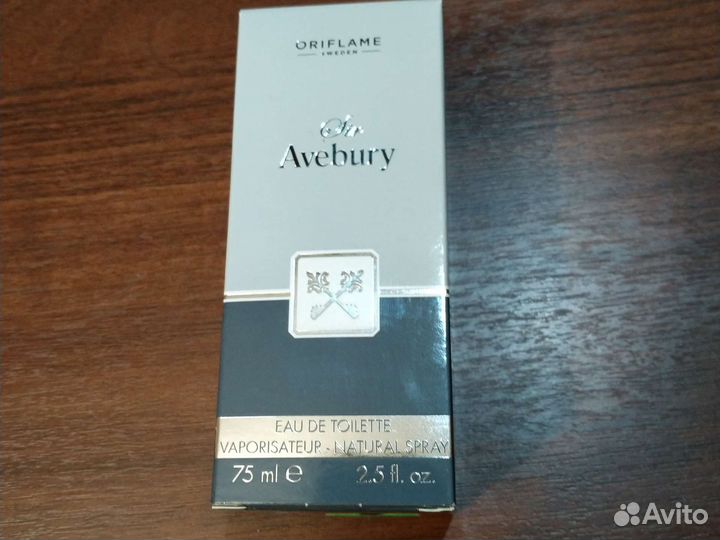 ORIFLAME
SWEDEN
Sir
Avebury
EAU DE TOILETTE
VAPORISATEUR - NATURAL SPRAY
75 ml ℮ 2.5 fl. oz.
Avito